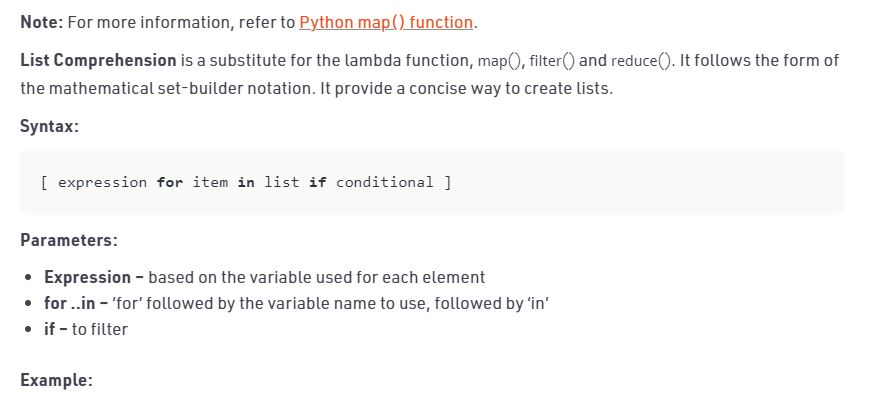 Note: For more information, refer to Python map() function.
List Comprehension is a substitute for the lambda function, map(), filter() and reduce(). It follows the form of
the mathematical set-builder notation. It provide a concise way to create lists.
Syntax:
[ expression for item in list if conditional ]
Parameters:
• Expression – based on the variable used for each element
• for ..in – ‘for’ followed by the variable name to use, followed by ‘in’
• if – to filter
Example: